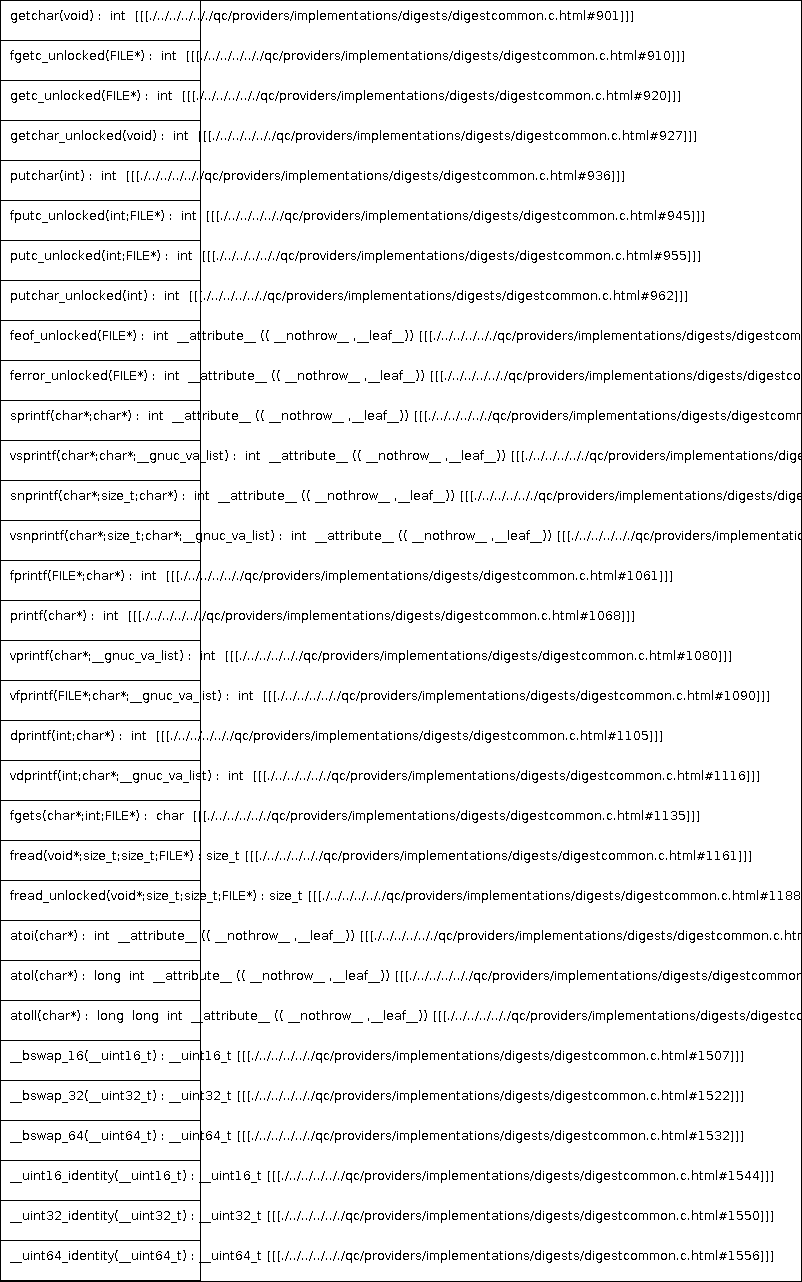 getchar(void) : int [[[./../../../../../qc/providers/implementations/digests/digestcommon.c.html#901]]]
fgetc_unlocked(FILE*) : int [[[./../../../../../qc/providers/implementations/digests/digestcommon.c.html#910]]]
getc_unlocked(FILE*) : int [[[./../../../../../qc/providers/implementations/digests/digestcommon.c.html#920]]]
getchar_unlocked(void) : int [[[./../../../../../qc/providers/implementations/digests/digestcommon.c.html#927]]]
putchar(int) : int [[[./../../../../../qc/providers/implementations/digests/digestcommon.c.html#936]]]
fputc_unlocked(int;FILE*) : int [[[./../../../../../qc/providers/implementations/digests/digestcommon.c.html#945]]]
putc_unlocked(int;FILE*) : int [[[./../../../../../qc/providers/implementations/digests/digestcommon.c.html#955]]]
putchar_unlocked(int) : int [[[./../../../../../qc/providers/implementations/digests/digestcommon.c.html#962]]]
feof_unlocked(FILE*) : int __attribute__ (( __nothrow__ ,__leaf__)) [[[./../../../../../qc/providers/implementations/digests/digestcom
ferror_unlocked(FILE*) : int __attribute__ (( __nothrow__ ,__leaf__)) [[[./../../../../../qc/providers/implementations/digests/digestco
sprintf(char*;char*) : int __attribute__ (( __nothrow__ ,__leaf__)) [[[./../../../../../qc/providers/implementations/digests/digestcomm
vsprintf(char*;char*;__gnuc_va_list) : int __attribute__ (( __nothrow__ ,__leaf__)) [[[./../../../../../qc/providers/implementations/dige
snprintf(char*;size_t;char*) : int __attribute__ (( __nothrow__ ,__leaf__)) [[[./../../../../../qc/providers/implementations/digests/dige
vsnprintf(char*;size_t;char*;__gnuc_va_list) : int __attribute__ (( __nothrow__ ,__leaf__)) [[[./../../../../../qc/providers/implementatio
fprintf(FILE*;char*) : int [[[./../../../../../qc/providers/implementations/digests/digestcommon.c.html#1061]]]
printf(char*) : int [[[./../../../../../qc/providers/implementations/digests/digestcommon.c.html#1068]]]
vprintf(char*;__gnuc_va_list) : int [[[./../../../../../qc/providers/implementations/digests/digestcommon.c.html#1080]]]
vfprintf(FILE*;char*;__gnuc_va_list) : int [[[./../../../../../qc/providers/implementations/digests/digestcommon.c.html#1090]]]
dprintf(int;char*) : int [[[./../../../../../qc/providers/implementations/digests/digestcommon.c.html#1105]]]
vdprintf(int;char*;__gnuc_va_list) : int [[[./../../../../../qc/providers/implementations/digests/digestcommon.c.html#1116]]]
fgets(char*;int;FILE*) : char [[[./../../../../../qc/providers/implementations/digests/digestcommon.c.html#1135]]]
fread(void*;size_t;size_t;FILE*) : size_t [[[./../../../../../qc/providers/implementations/digests/digestcommon.c.html#1161]]]
fread_unlocked(void*;size_t;size_t;FILE*) : size_t [[[./../../../../../qc/providers/implementations/digests/digestcommon.c.html#1188
atoi(char*) : int __attribute__ (( __nothrow__ ,__leaf__)) [[[./../../../../../qc/providers/implementations/digests/digestcommon.c.htm
atol(char*) : long int __attribute__ (( __nothrow__ ,__leaf__)) [[[./../../../../../qc/providers/implementations/digests/digestcommon
atoll(char*) : long long int __attribute__ (( __nothrow__ ,__leaf__)) [[[./../../../../../qc/providers/implementations/digests/digestco
__bswap_16(__uint16_t) : __uint16_t [[[./../../../../../qc/providers/implementations/digests/digestcommon.c.html#1507]]]
__bswap_32(__uint32_t) : __uint32_t [[[./../../../../../qc/providers/implementations/digests/digestcommon.c.html#1522]]]
__bswap_64(__uint64_t) : __uint64_t [[[./../../../../../qc/providers/implementations/digests/digestcommon.c.html#1532]]]
__uint16_identity(__uint16_t) : __uint16_t [[[./../../../../../qc/providers/implementations/digests/digestcommon.c.html#1544]]]
__uint32_identity(__uint32_t) : __uint32_t [[[./../../../../../qc/providers/implementations/digests/digestcommon.c.html#1550]]]
__uint64_identity(__uint64_t) : __uint64_t [[[./../../../../../qc/providers/implementations/digests/digestcommon.c.html#1556]]]